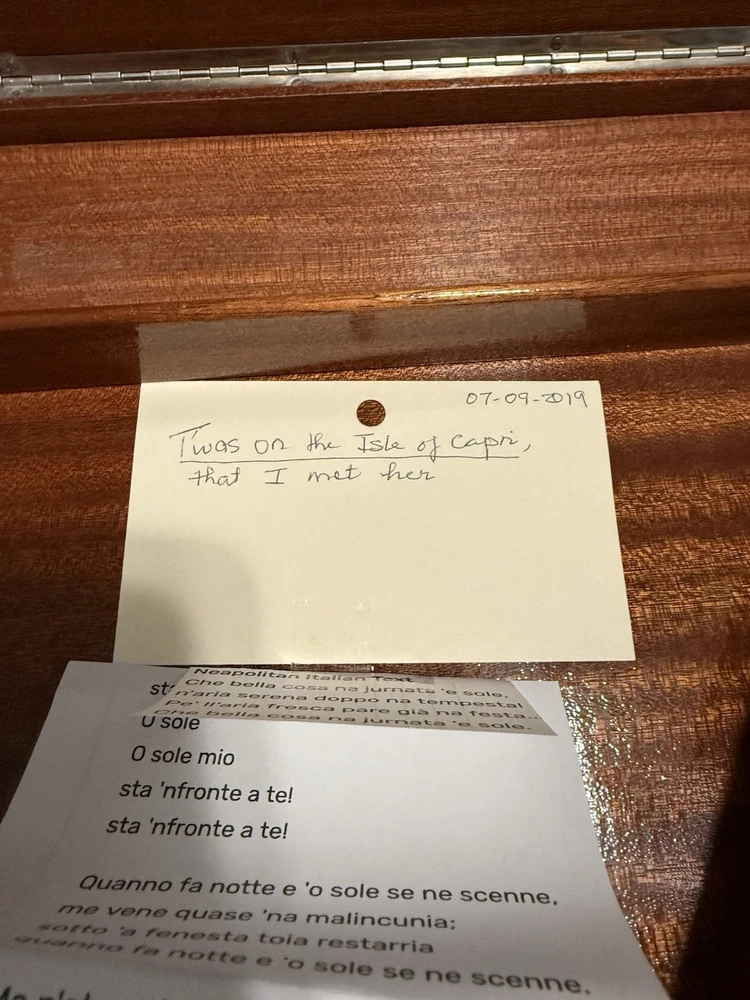 07-09-2019
T'was on the Isle of Capri,
that I met her
Neapolitan Italian Text
Che bella cosa na jurnata 'e sole,
n'aria serena doppo na tempesta!
Pe' ll'aria fresca pare già na festa...
Che bella cosa na jurnata 'e sole.
O sole
O sole mio
sta 'nfronte a te!
sta 'nfronte a te!
Quanno fa notte e 'o sole se ne scenne,
me vene quase 'na malincunia;
sotto 'a fenesta toia restarria
quanno fa notte e 'o sole se ne scenne.